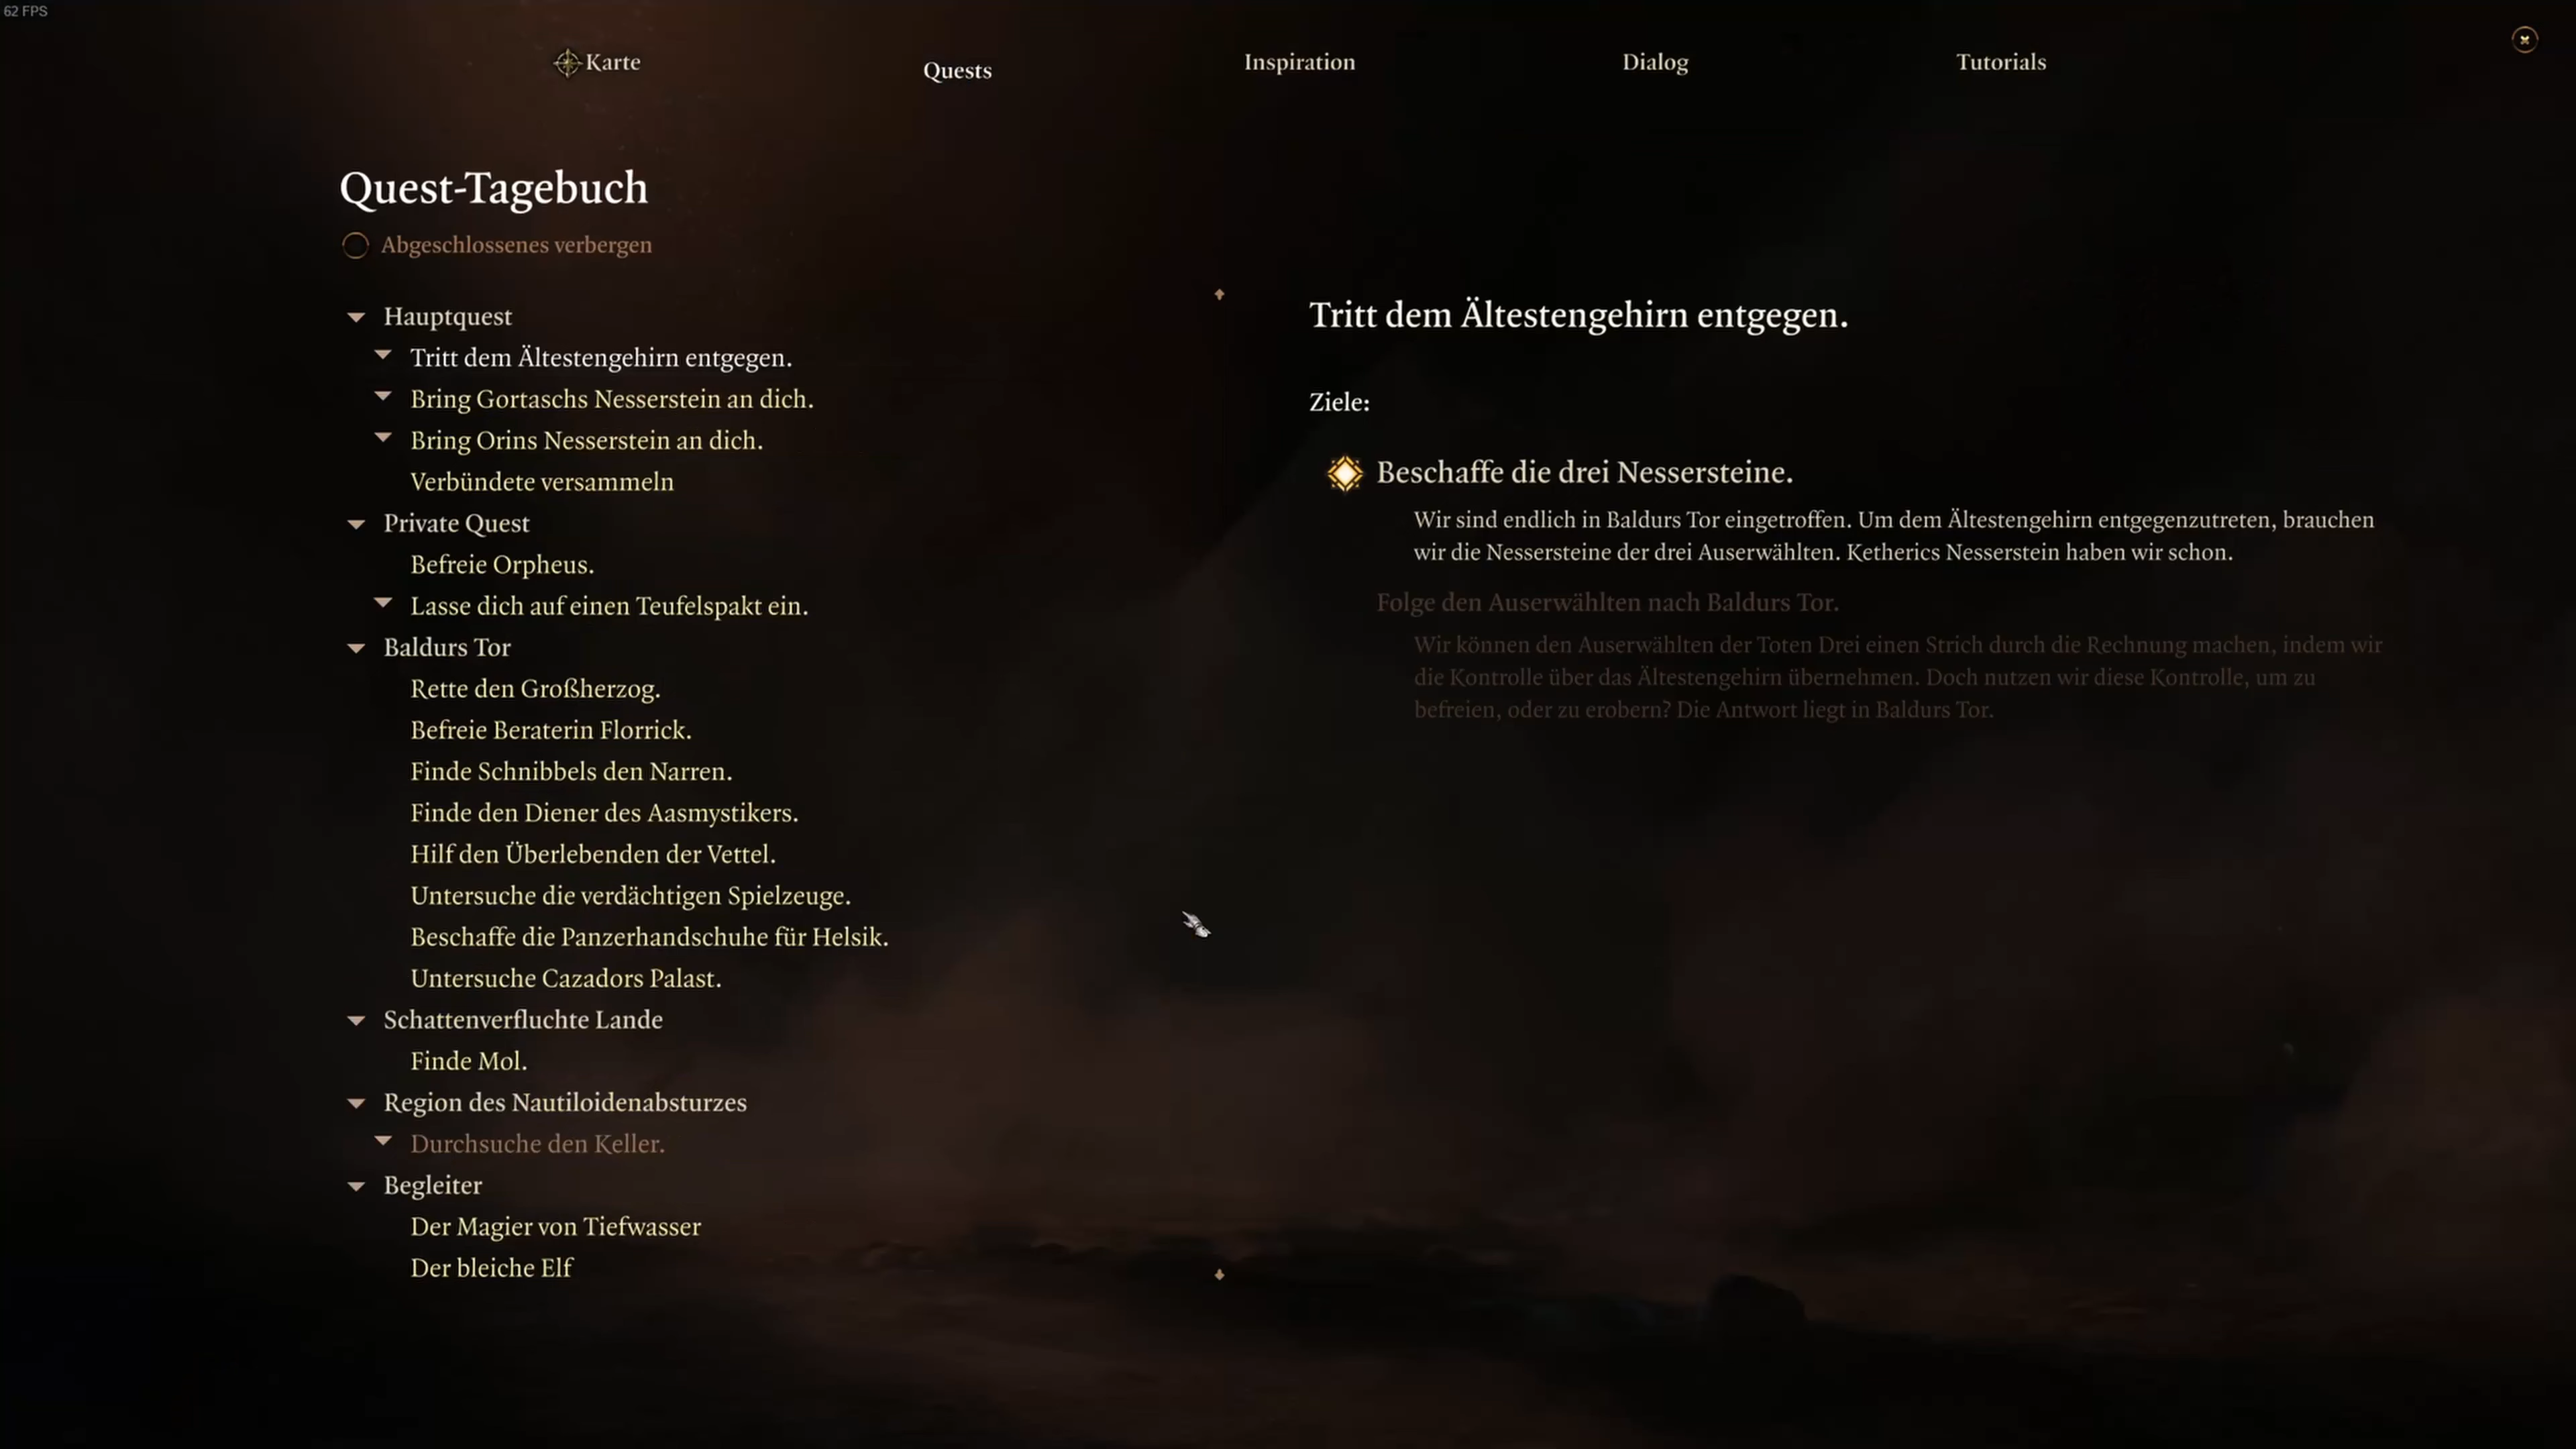 62 FPS
Karte
Quests
Inspiration
Dialog
Tutorials
Quest-Tagebuch
Abgeschlossenes verbergen
Hauptquest
Tritt dem Ältestengehirn entgegen.
Bring Gortaschs Nesserstein an dich.
Bring Orins Nesserstein an dich.
Verbündete versammeln
Private Quest
Befreie Orpheus.
Lasse dich auf einen Teufelspakt ein.
Baldurs Tor
Rette den Großherzog.
Befreie Beraterin Florrick.
Finde Schnibbels den Narren.
Finde den Diener des Aasmystikers.
Hilf den Überlebenden der Vettel.
Untersuche die verdächtigen Spielzeuge.
Beschaffe die Panzerhandschuhe für Helsik.
Untersuche Cazadors Palast.
Schattenverfluchte Lande
Finde Mol.
Region des Nautiloidenabsturzes
Durchsuche den Keller.
Begleiter
Der Magier von Tiefwasser
Der bleiche Elf
Tritt dem Ältestengehirn entgegen.
Ziele:
Beschaffe die drei Nessersteine.
Wir sind endlich in Baldurs Tor eingetroffen. Um dem Ältestengehirn entgegenzutreten, brauchen
wir die Nessersteine der drei Auserwählten. Ketherics Nesserstein haben wir schon.
Folge den Auserwählten nach Baldurs Tor.
Wir können den Auserwählten der Toten Drei einen Strich durch die Rechnung machen, indem wir
die Kontrolle über das Ältestengehirn übernehmen. Doch nutzen wir diese Kontrolle, um zu
befreien, oder zu erobern? Die Antwort liegt in Baldurs Tor.